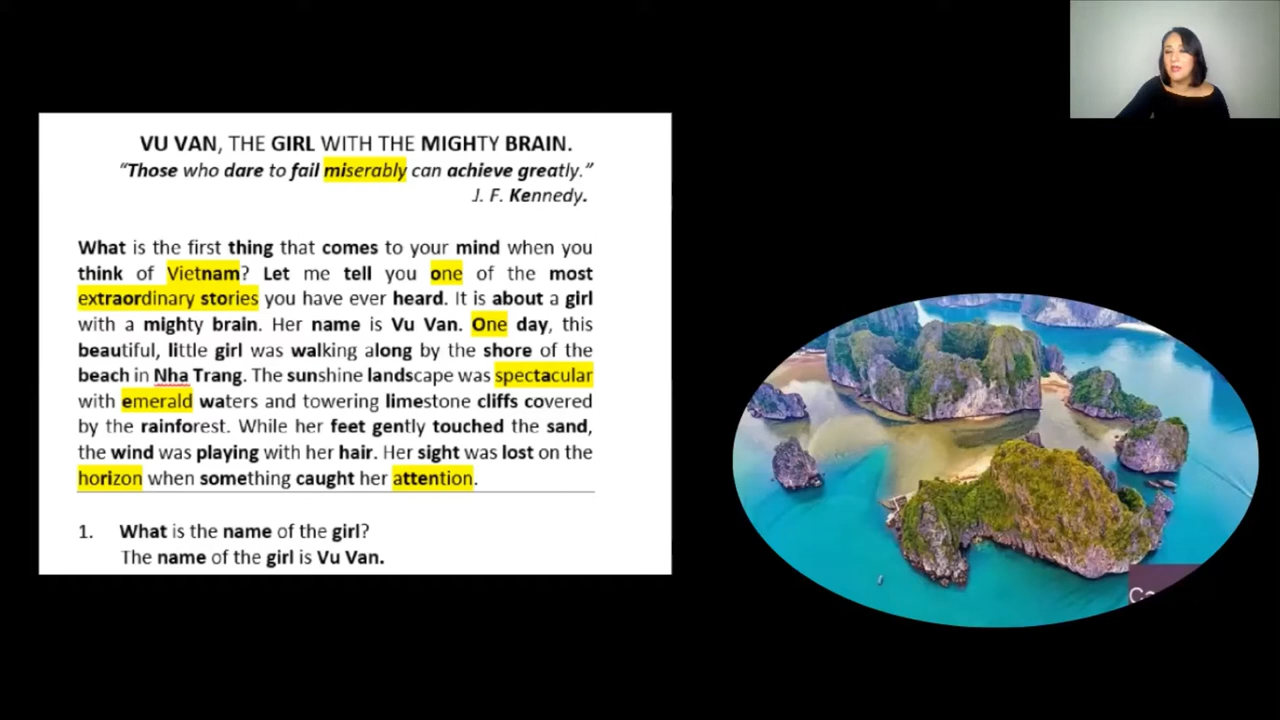 VU VAN, THE GIRL WITH THE MIGHTY BRAIN.
“Those who dare to fail miserably can achieve greatly.”
J. F. Kennedy.
What is the first thing that comes to your mind when you
think of Vietnam? Let me tell you one of the most
extraordinary stories you have ever heard. It is about a girl
with a mighty brain. Her name is Vu Van. One day, this
beautiful, little girl was walking along by the shore of the
beach in Nha Trang. The sunshine landscape was spectacular
with emerald waters and towering limestone cliffs covered
by the rainforest. While her feet gently touched the sand,
the wind was playing with her hair. Her sight was lost on the
horizon when something caught her attention.
1. What is the name of the girl?
The name of the girl is Vu Van.